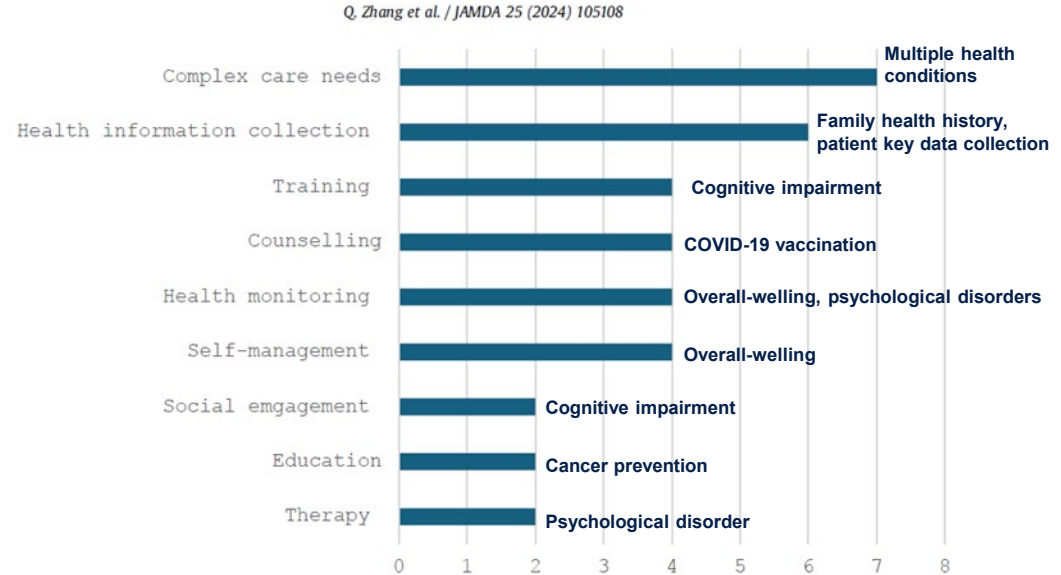 Q. Zhang et al. / JAMDA 25 (2024) 105108
Complex care needs
Multiple health
conditions
Health information collection
Family health history,
patient key data collection
Training
Cognitive impairment
Counselling
COVID-19 vaccination
Health monitoring
Overall-welling, psychological disorders
Self-management
Overall-welling
Social emgagement
Cognitive impairment
Education
Cancer prevention
Therapy
Psychological disorder
0 1 2 3 4 5 6 7 8